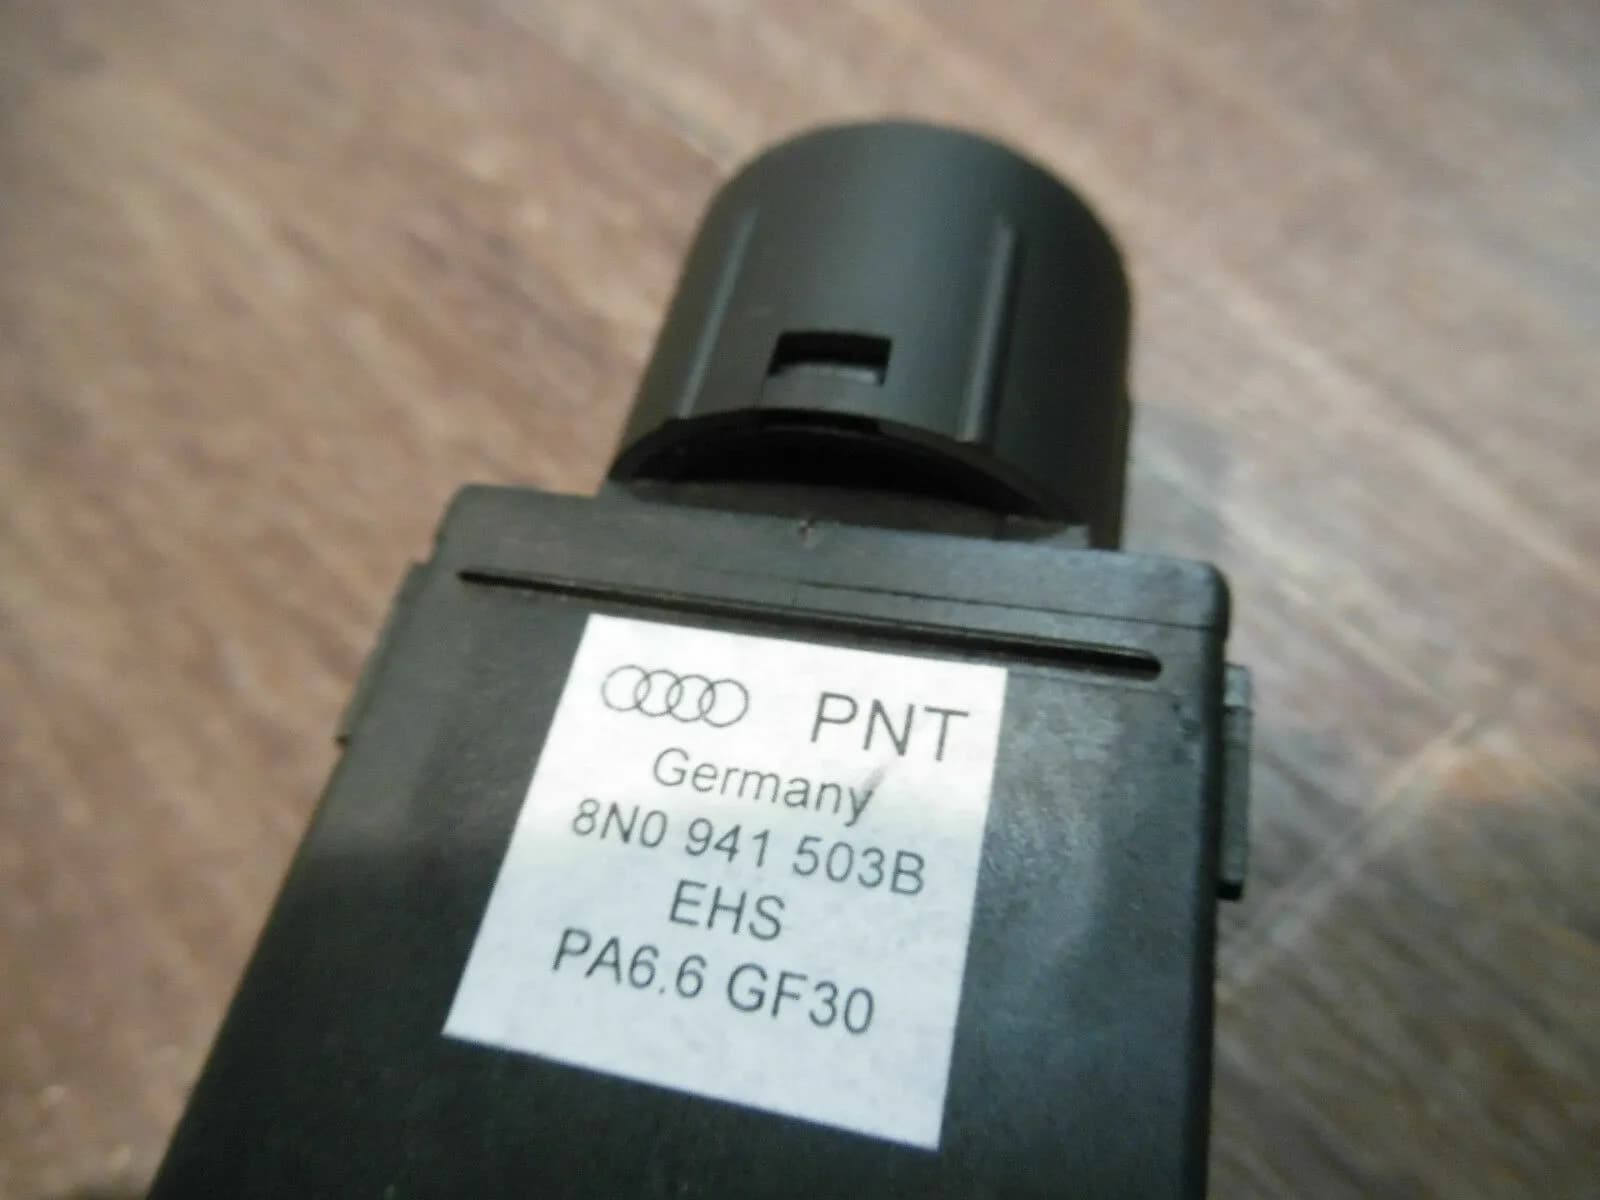 PNT
Germany
8N0 941 503B
EHS
PA6.6 GF30